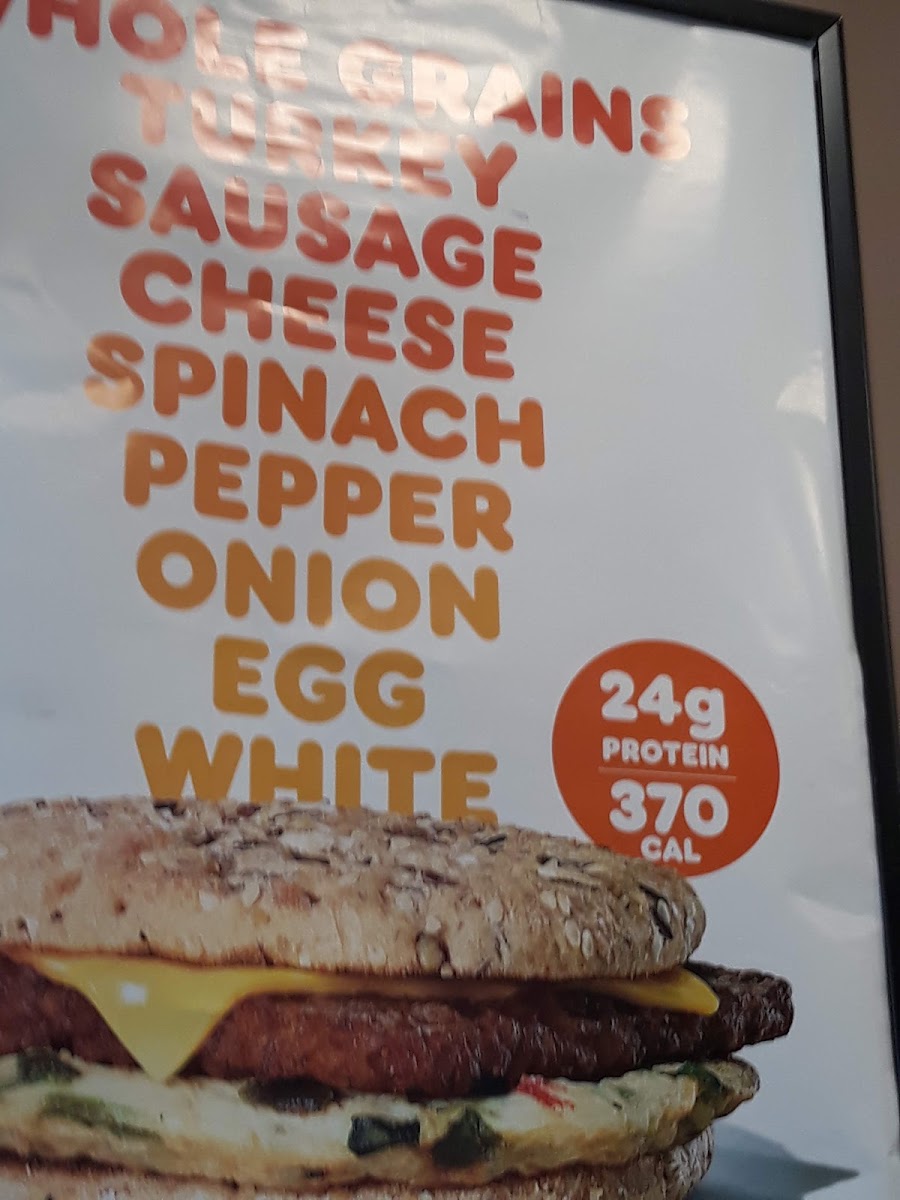 WHOLE GRAINS
TURKEY
SAUSAGE
CHEESE
SPINACH
PEPPER
ONION
EGG
WHITE
24g
PROTEIN
370
CAL